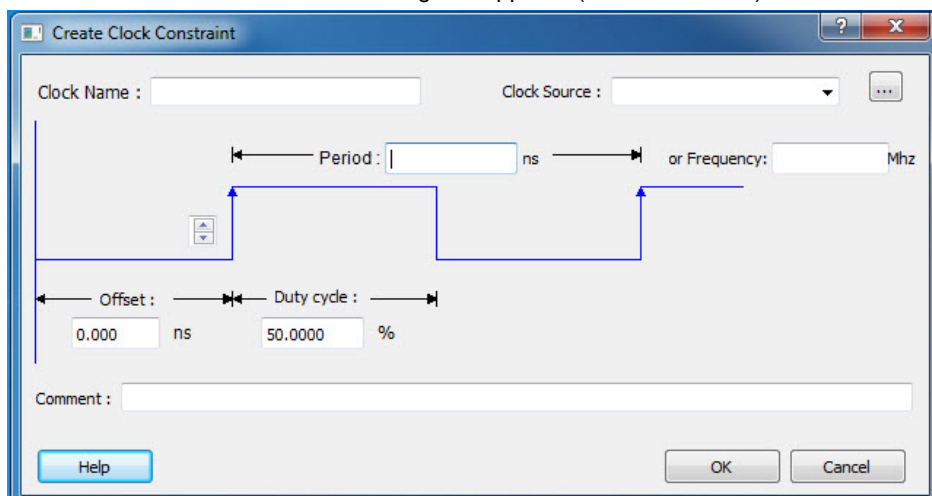 Create Clock Constraint
?
X
Clock Name :
Clock Source :
...
Period :
ns
or Frequency:
Mhz
Offset :
Duty cycle :
0.000 ns
50.0000 %
Comment :
Help
OK
Cancel